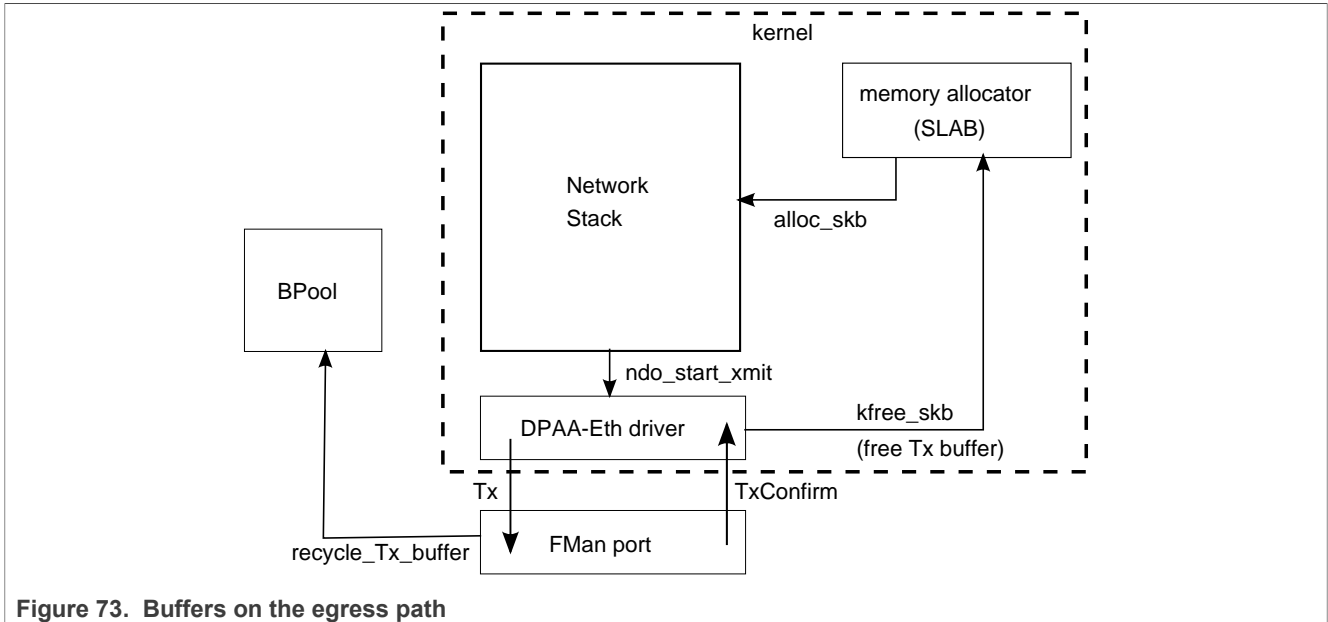 kernel
memory allocator
(SLAB)
Network
Stack
alloc_skb
BPool
ndo_start_xmit
DPAA-Eth driver
kfree_skb
(free Tx buffer)
Tx
TxConfirm
FMan port
recycle_Tx_buffer
Figure 73. Buffers on the egress path